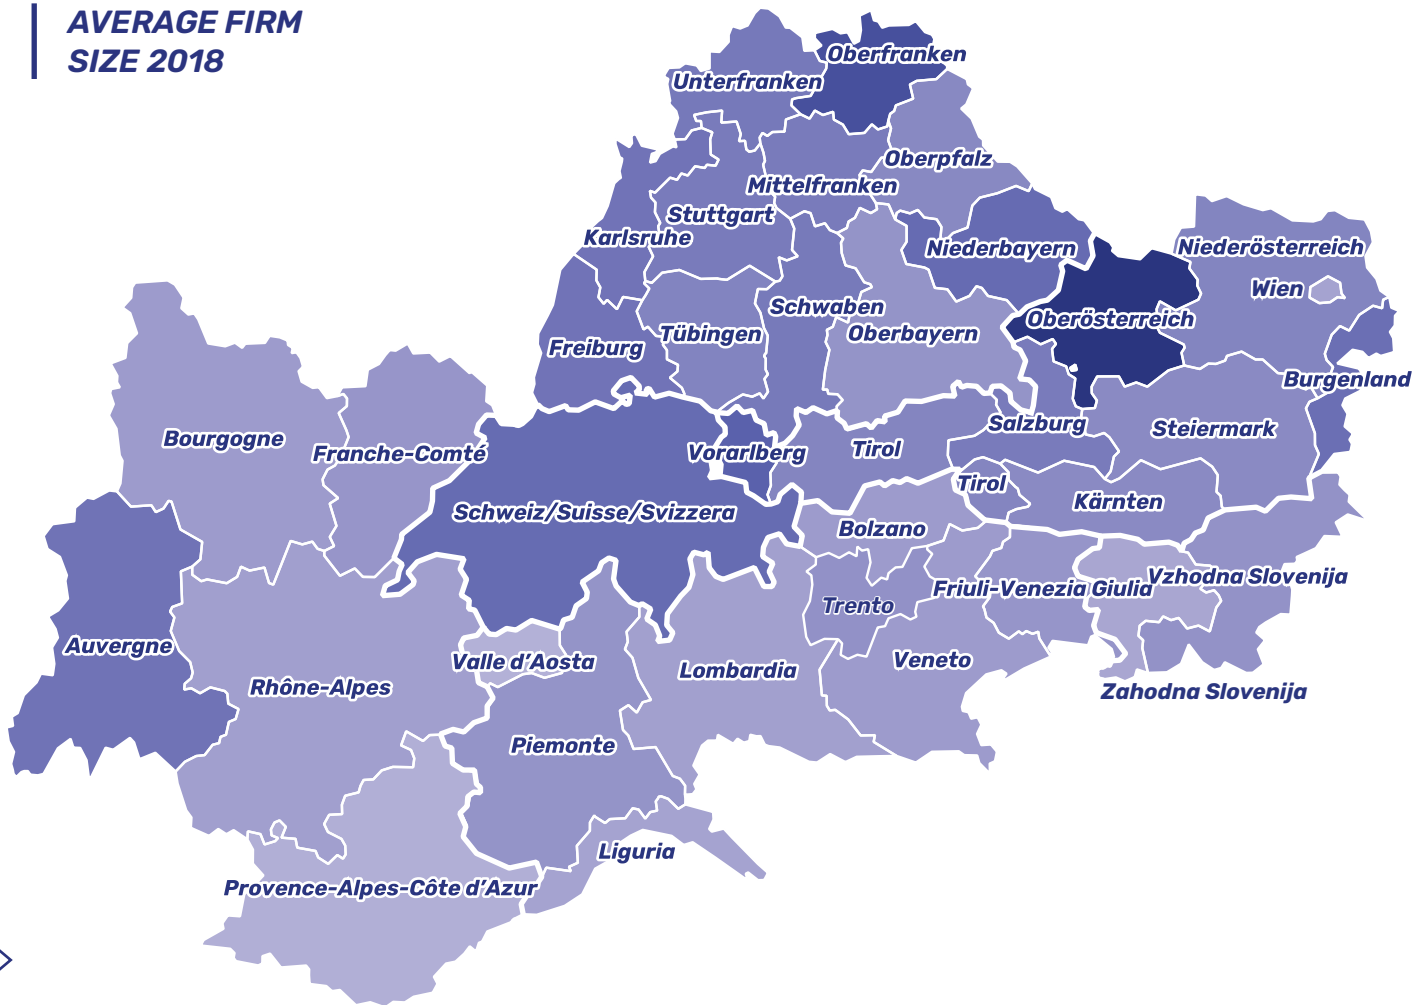 AVERAGE FIRM
SIZE 2018
Oberfranken
Unterfranken
Oberpfalz
Mittelfranken
Stuttgart
Karlsruhe
Niederbayern
Niederösterreich
Wien
Schwaben
Oberösterreich
Tübingen
Oberbayern
Freiburg
Burgenland
Salzburg
Steiermark
Bourgogne
Franche-Comté
Vorarlberg
Tirol
Tirol
Kärnten
Schweiz/Suisse/Svizzera
Bolzano
Vzhodna Slovenija
Friuli-Venezia Giulia
Trento
Auvergne
Valle d'Aosta
Veneto
Lombardia
Rhône-Alpes
Zahodna Slovenija
Piemonte
Liguria
Provence-Alpes-Côte d'Azur